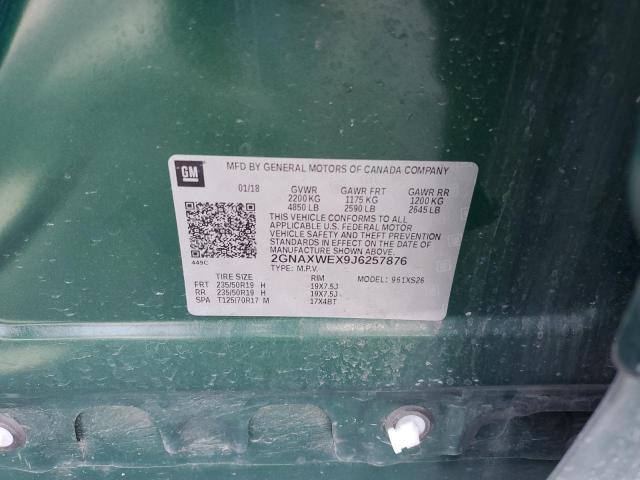 GM
MFD BY GENERAL MOTORS OF CANADA COMPANY
01/18 GVWR GAWR FRT GAWR RR
2200 KG 1175 KG 1200 KG
4850 LB 2590 LB 2645 LB
THIS VEHICLE CONFORMS TO ALL
APPLICABLE U.S. FEDERAL MOTOR
VEHICLE SAFETY AND THEFT PREVENTION
STANDARDS IN EFFECT ON THE DATE OF
MANUFACTURE SHOWN ABOVE.
449C
2GNAXWEX9J6257876
TYPE: M.P.V. MODEL: 961XS26
TIRE SIZE RIM
FRT 235/50R19 H 19X7.5J
RR 235/50R19 H 19X7.5J
SPA T125/70R17 M 17X4BT